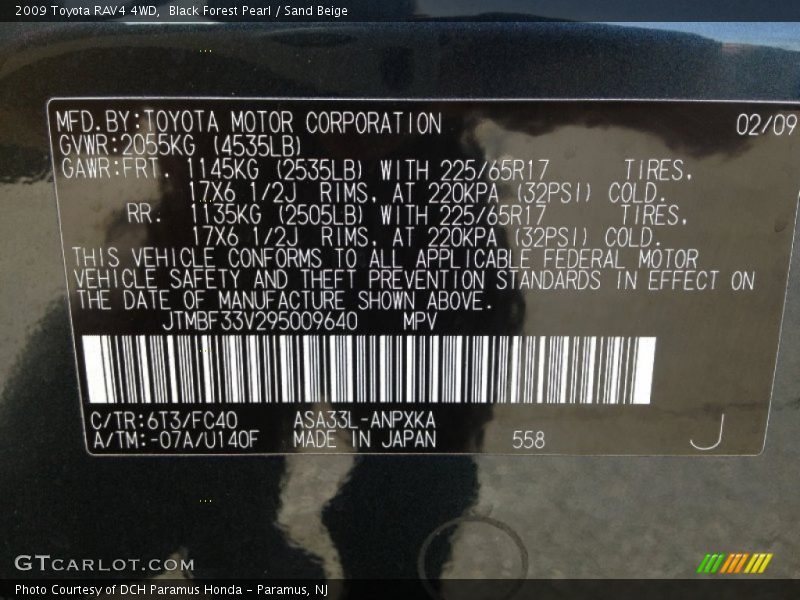 2009 Toyota RAV4 4WD,  Black Forest Pearl / Sand Beige
MFD.BY:TOYOTA MOTOR CORPORATION 02/09
GVWR:2055KG (4535LB)
GAWR:FRT. 1145KG (2535LB) WITH 225/65R17 TIRES,
17X6 1/2J RIMS, AT 220KPA (32PSI) COLD.
RR. 1135KG (2505LB) WITH 225/65R17 TIRES,
17X6 1/2J RIMS, AT 220KPA (32PSI) COLD.
THIS VEHICLE CONFORMS TO ALL APPLICABLE FEDERAL MOTOR
VEHICLE SAFETY AND THEFT PREVENTION STANDARDS IN EFFECT ON
THE DATE OF MANUFACTURE SHOWN ABOVE.
JTMBF33V295009640 MPV
C/TR:6T3/FC40 ASA33L-ANPXKA
A/TM:-07A/U140F MADE IN JAPAN 558
J
GTCARLOT.COM
Photo Courtesy of DCH Paramus Honda - Paramus, NJ